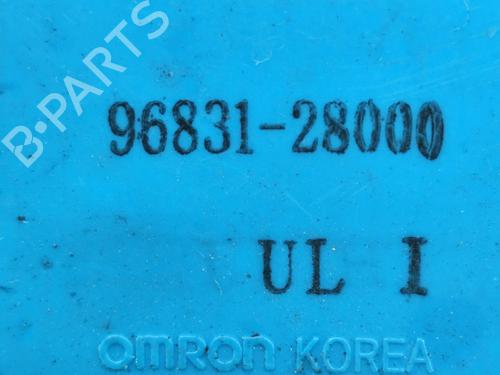 B-PARTS
96831-28000
UL I
omron KOREA